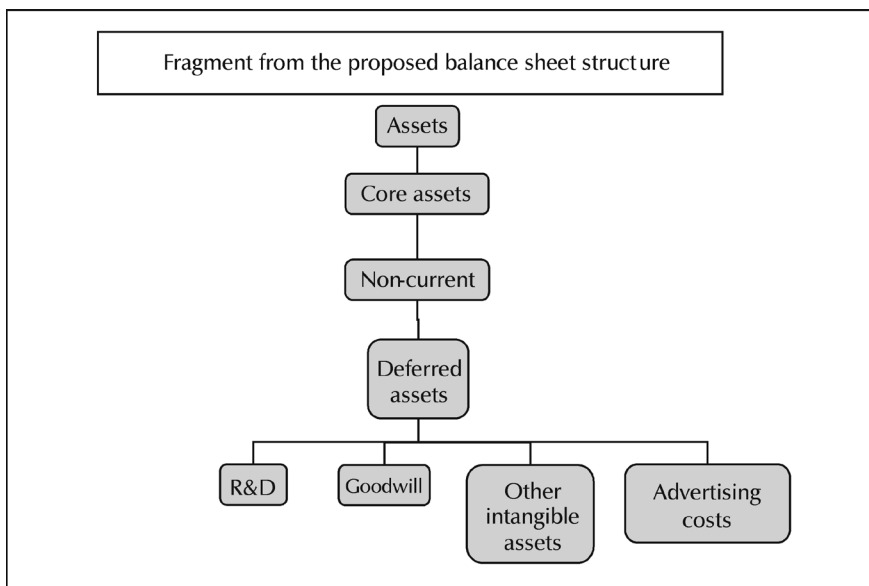 Fragment from the proposed balance sheet structure
Assets
Core assets
Non-current
Deferred
assets
R&D
Goodwill
Other
intangible
assets
Advertising
costs